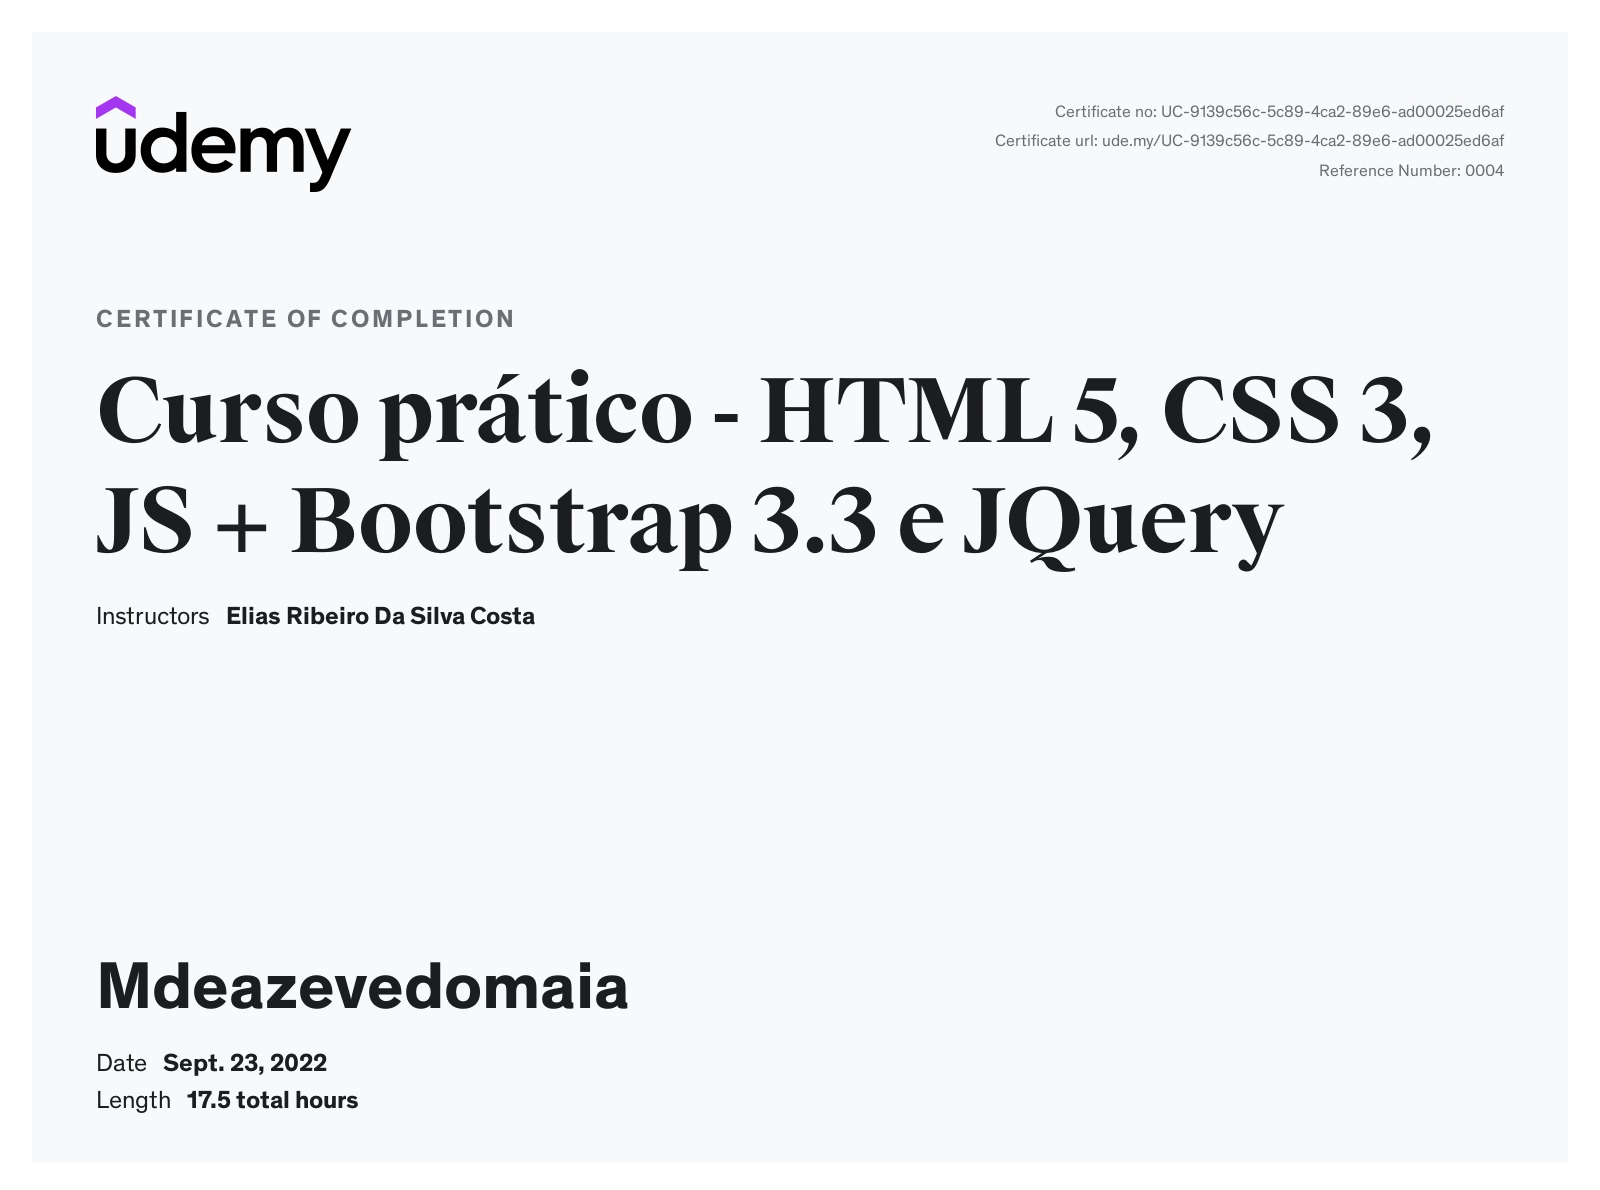 udemy
Certificate no: UC-9139c56c-5c89-4ca2-89e6-ad00025ed6af
Certificate url: ude.my/UC-9139c56c-5c89-4ca2-89e6-ad00025ed6af
Reference Number: 0004
CERTIFICATE OF COMPLETION
Curso prático - HTML 5, CSS 3,
JS + Bootstrap 3.3 e JQuery
Instructors Elias Ribeiro Da Silva Costa
Mdeazevedomaia
Date Sept. 23, 2022
Length 17.5 total hours